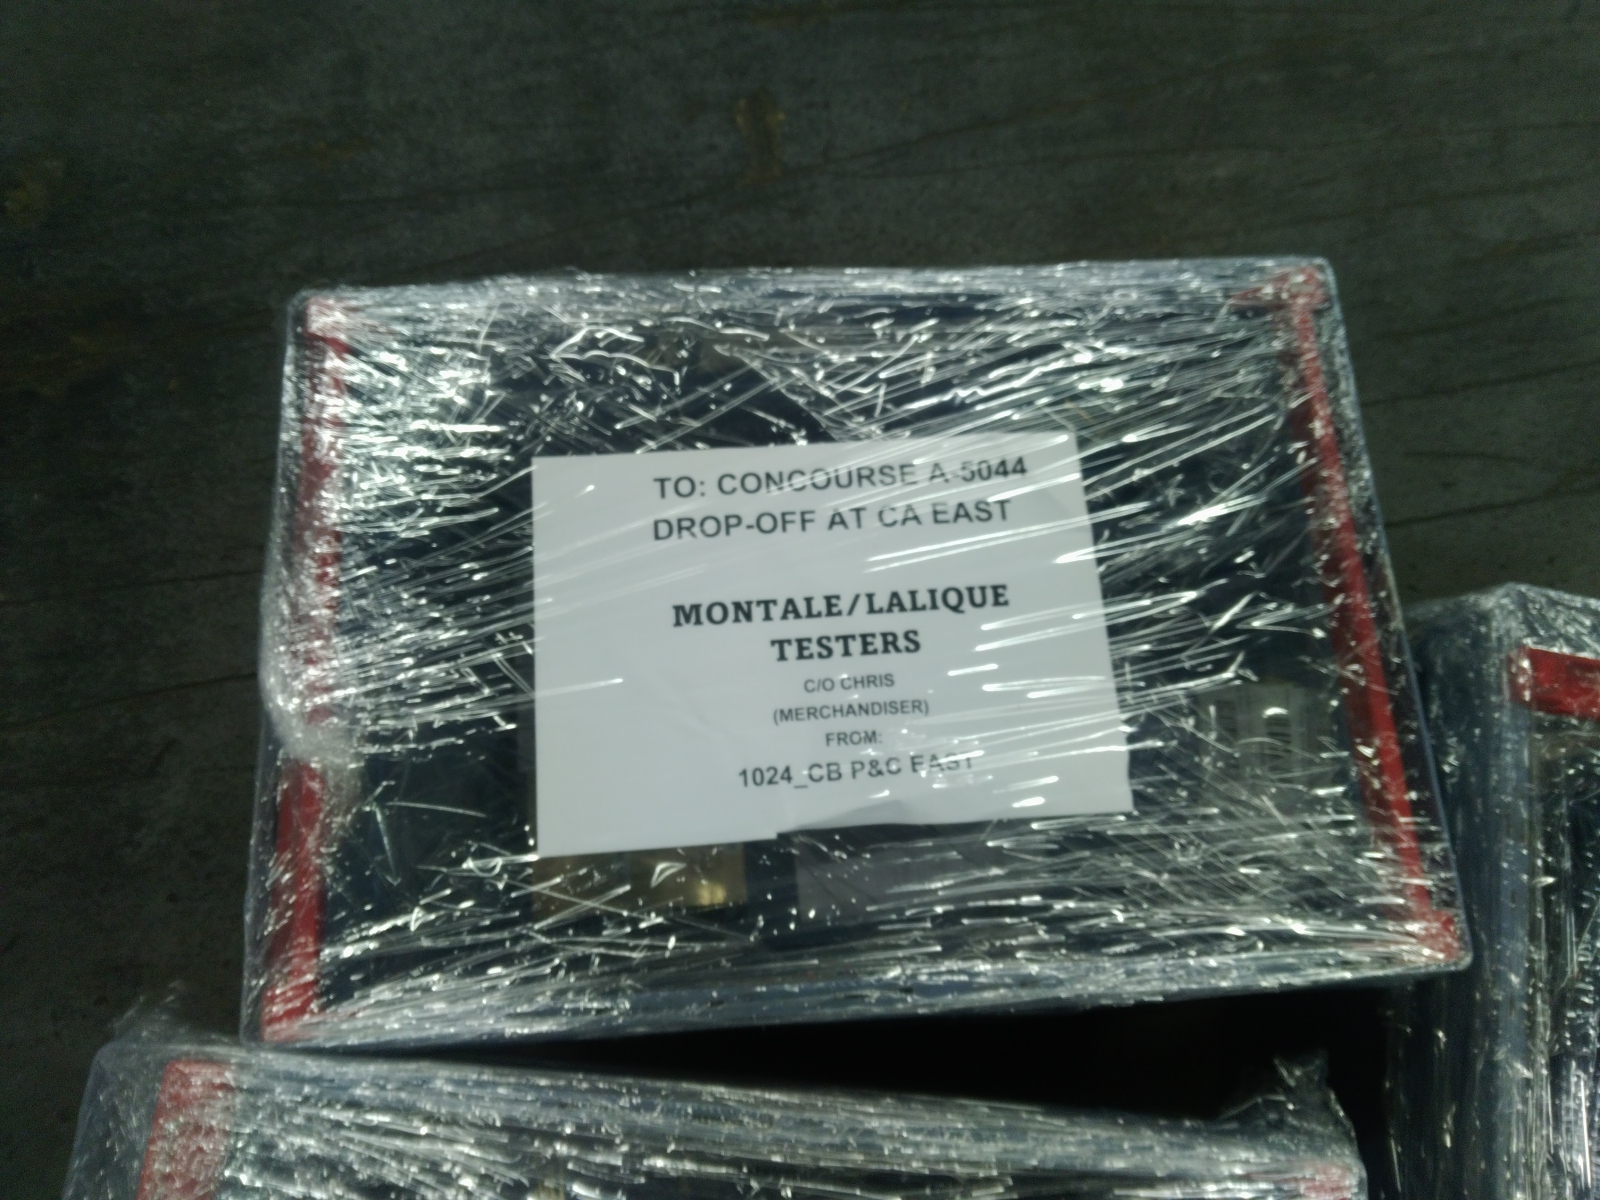 TO: CONCOURSE A-5044
DROP-OFF AT CA EAST
MONTALE/LALIQUE
TESTERS
C/O CHRIS
(MERCHANDISER)
FROM:
1024_CB P&C EAST